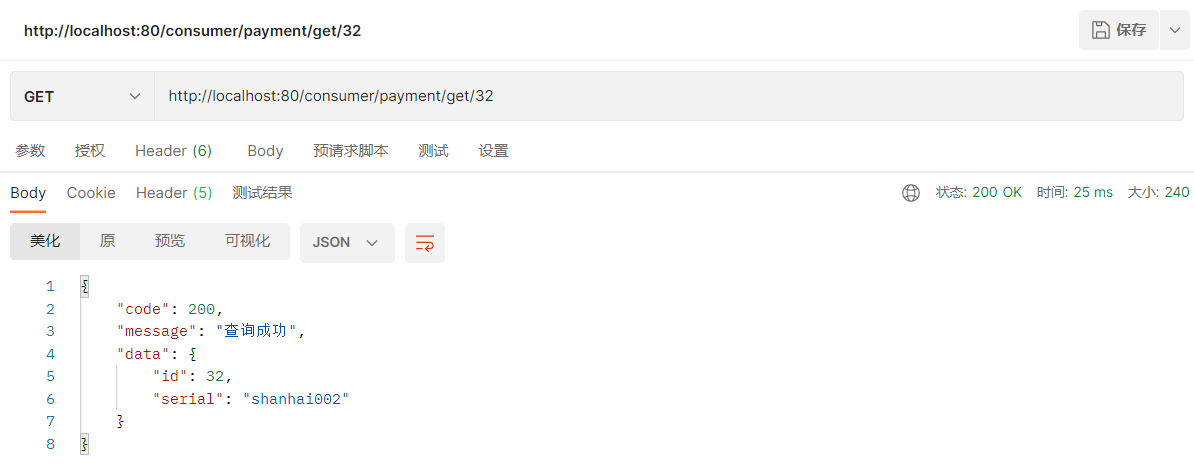 http://localhost:80/consumer/payment/get/32
保存
GET
http://localhost:80/consumer/payment/get/32
参数 授权 Header (6) Body 预请求脚本 测试 设置
Body Cookie Header (5) 测试结果 状态: 200 OK 时间: 25 ms 大小: 240
美化 原 预览 可视化 JSON
1 {
2 "code": 200,
3 "message": "查询成功",
4 "data": {
5 "id": 32,
6 "serial": "shanhai002"
7 }
8 }